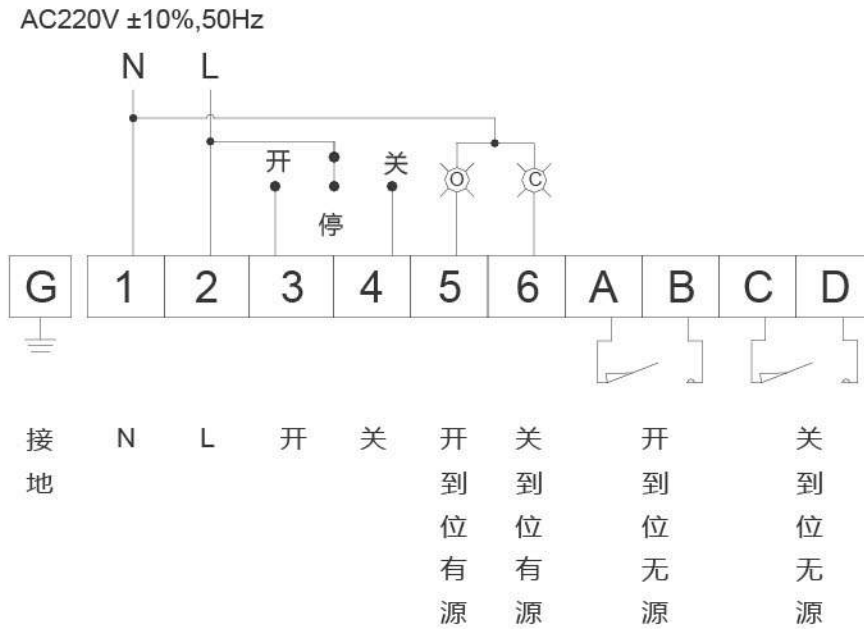 AC220V ±10%,50Hz
N L
开 关
停
O C
G 1 2 3 4 5 6 A B C D
接地 N L 开 关 开到位有源 关到位有源 开到位无源 关到位无源